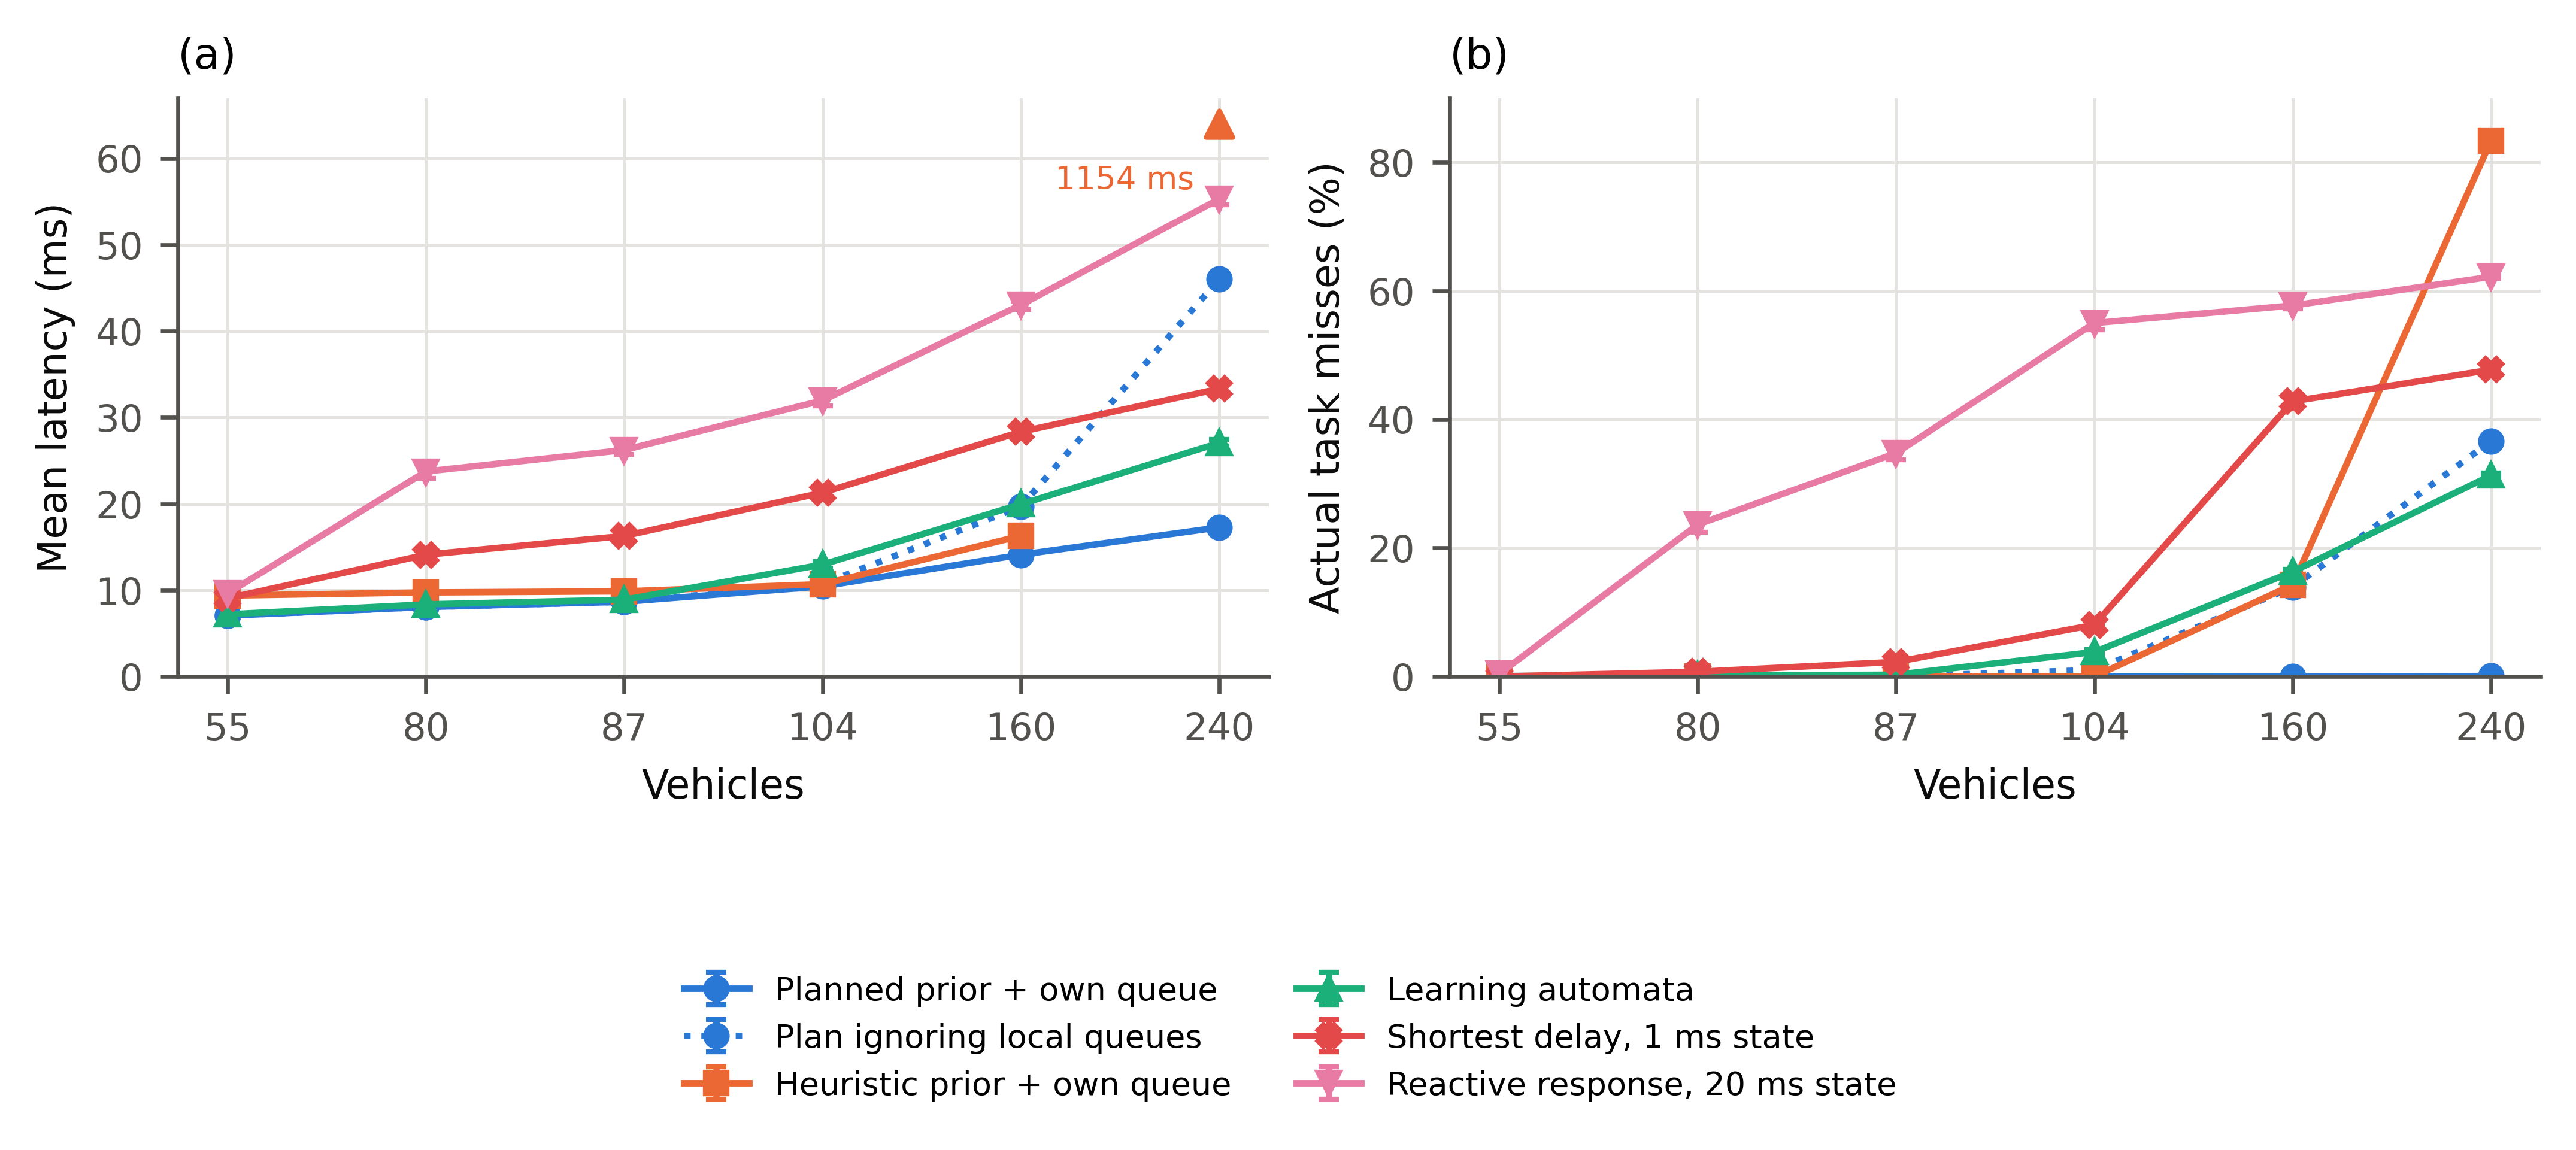 (a)
Mean latency (ms)
60
50
40
30
20
10
0
1154 ms
55 80 87 104 160 240
Vehicles
(b)
Actual task misses (%)
80
60
40
20
0
55 80 87 104 160 240
Vehicles
Planned prior + own queue
Plan ignoring local queues
Heuristic prior + own queue
Learning automata
Shortest delay, 1 ms state
Reactive response, 20 ms state